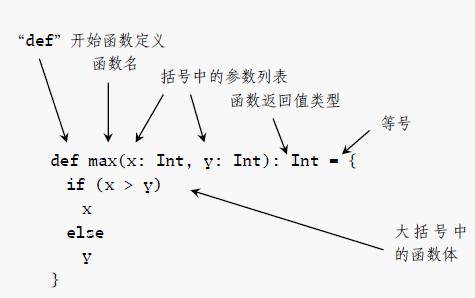 “def”开始函数定义
函数名
括号中的参数列表
函数返回值类型
等号
def max(x: Int, y: Int): Int = {
if (x > y)
x
else
y
}
大括号中
的函数体